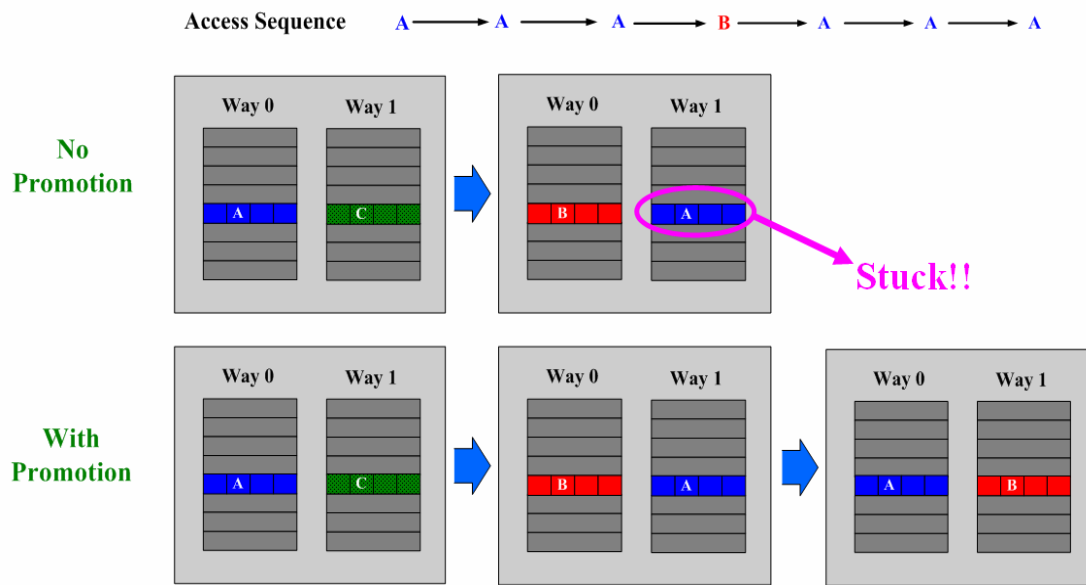 Access Sequence A A A B A A A
No
Promotion
Way 0 Way 1
A C
Way 0 Way 1
B A
Stuck!!
With
Promotion
Way 0 Way 1
A C
Way 0 Way 1
B A
Way 0 Way 1
A B